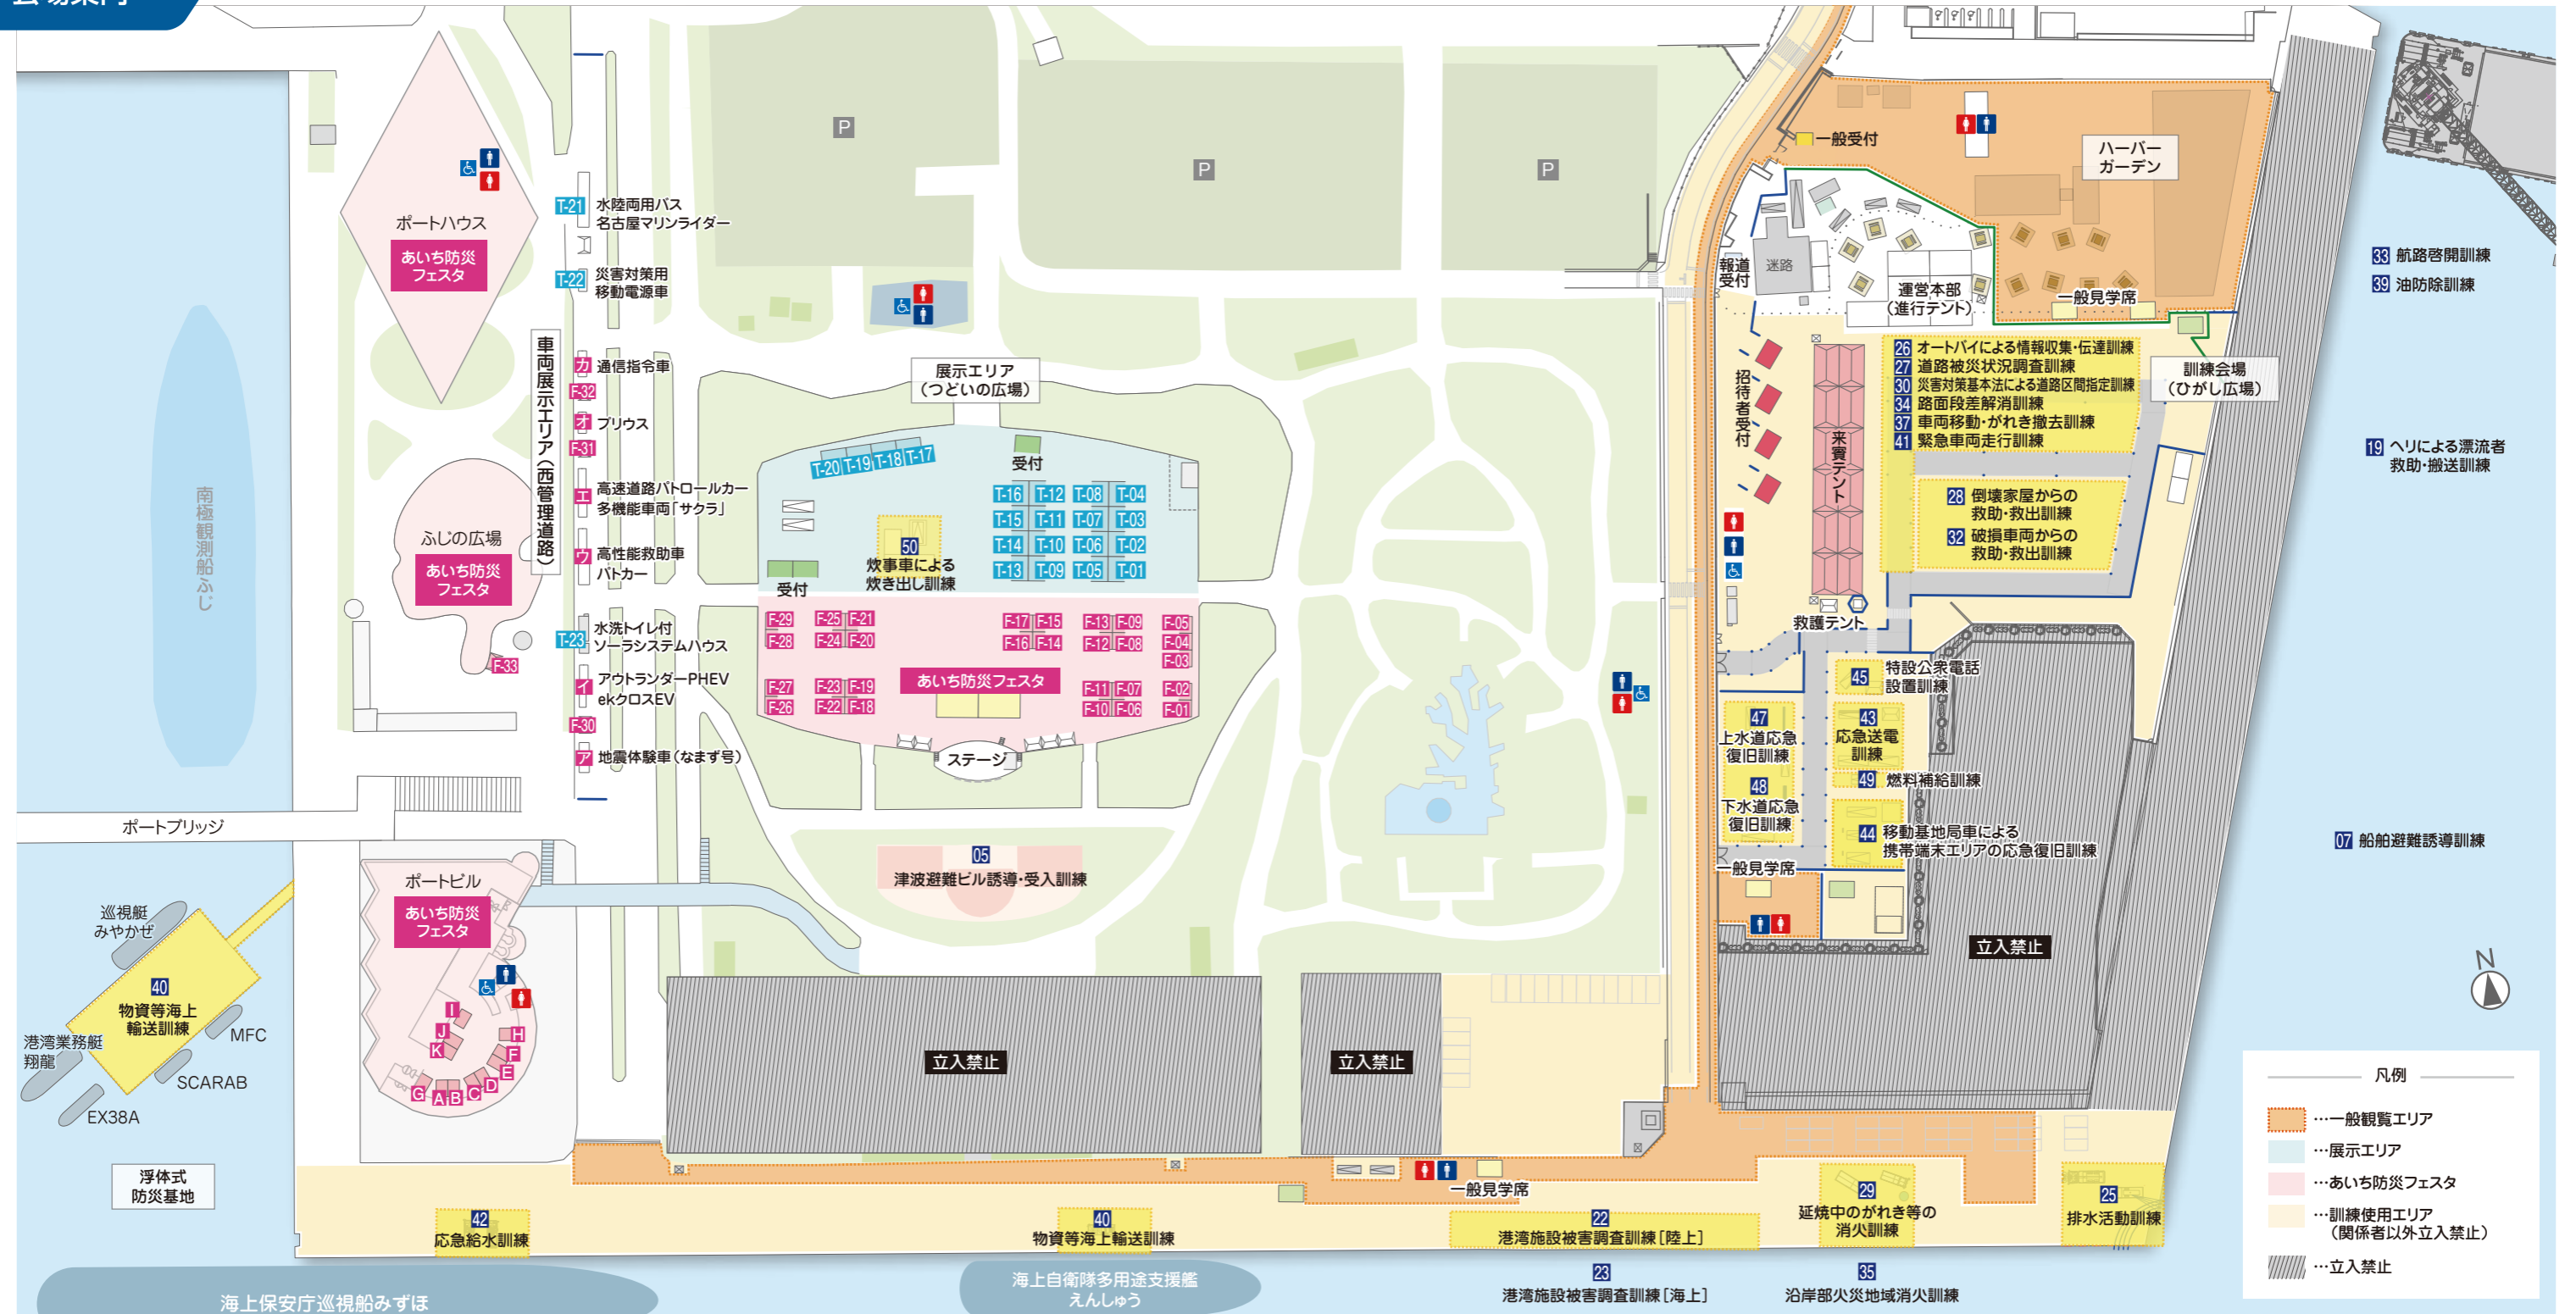 会場案内
ポートハウス
あいち防災
フェスタ
T-21
水陸両用バス
名古屋マリンライダー
T-22
災害対策用
移動電源車
車両展示エリア（西管理道路）
カ 通信指令車
F-32
オ プリウス
F-31
エ 高速道路パトロールカー
多機能車両「サクラ」
ウ 高性能救助車
パトカー
T-23 水洗トイレ付
ソーラシステムハウス
イ アウトランダーPHEV
ekクロスEV
F-30
ア 地震体験車（なまず号）
南極観測船ふじ
ふじの広場
あいち防災
フェスタ
F-33
ポートブリッジ
ポートビル
あいち防災
フェスタ
I
J
K
H
F
E
D
C
B
A
G
巡視艇
みやかぜ
40
物資等海上
輸送訓練
港湾業務艇
翔龍
MFC
SCARAB
EX38A
浮体式
防災基地
P
P
P
展示エリア
（つどいの広場）
T-20 T-19 T-18 T-17
受付
T-16 T-12 T-08 T-04
T-15 T-11 T-07 T-03
T-14 T-10 T-06 T-02
T-13 T-09 T-05 T-01
50
炊事車による
炊き出し訓練
受付
F-29 F-25 F-21 F-17 F-15 F-13 F-09 F-05
F-28 F-24 F-20 F-16 F-14 F-12 F-08 F-04
F-03
あいち防災フェスタ
F-27 F-23 F-19 F-11 F-07 F-02
F-26 F-22 F-18 F-10 F-06 F-01
ステージ
05
津波避難ビル誘導・受入訓練
立入禁止
立入禁止
立入禁止
一般受付
ハーバー
ガーデン
報道
受付
迷路
運営本部
（進行テント）
一般見学席
招待者受付
来賓テント
26 オートバイによる情報収集・伝達訓練
27 道路被災状況調査訓練
30 災害対策基本法による道路区間指定訓練
34 路面段差解消訓練
37 車両移動・がれき撤去訓練
41 緊急車両走行訓練
訓練会場
（ひがし広場）
28 倒壊家屋からの
救助・救出訓練
32 破損車両からの
救助・救出訓練
救護テント
45 特設公衆電話
設置訓練
47
上水道応急
復旧訓練
43
応急送電
訓練
48
下水道応急
復旧訓練
49 燃料補給訓練
44 移動基地局車による
携帯端末エリアの応急復旧訓練
一般見学席
33 航路啓開訓練
39 油防除訓練
19 ヘリによる漂流者
救助・搬送訓練
07 船舶避難誘導訓練
N
一般見学席
42
応急給水訓練
40
物資等海上輸送訓練
22
港湾施設被害調査訓練［陸上］
29
延焼中のがれき等の
消火訓練
25
排水活動訓練
23
港湾施設被害調査訓練［海上］
35
沿岸部火災地域消火訓練
海上保安庁巡視船みずほ
海上自衛隊多用途支援艦
えんしゅう
凡例
…一般観覧エリア
…展示エリア
…あいち防災フェスタ
…訓練使用エリア
（関係者以外立入禁止）
…立入禁止